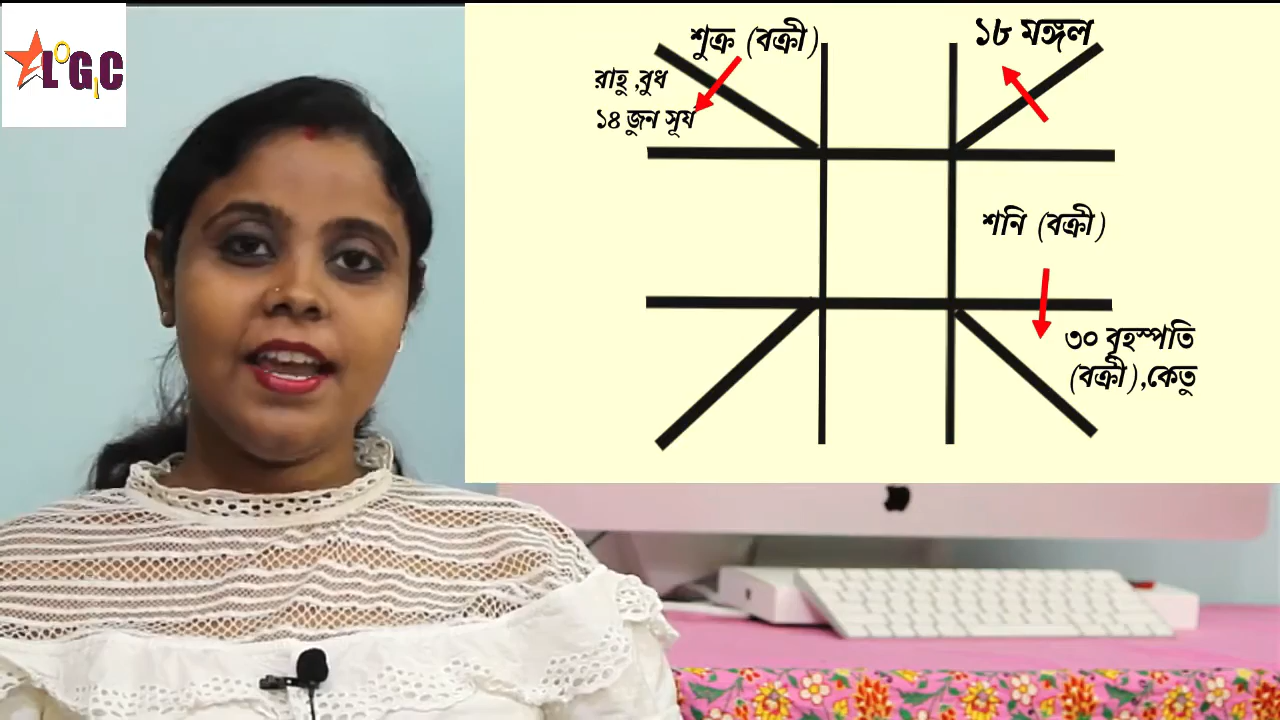 LOGIC
শুক্র (বক্রী)
১৮ মঙ্গল
রাহু ,বুধ
১৪ জুন সূর্য
শনি (বক্রী)
৩০ বৃহস্পতি
(বক্রী),কেতু